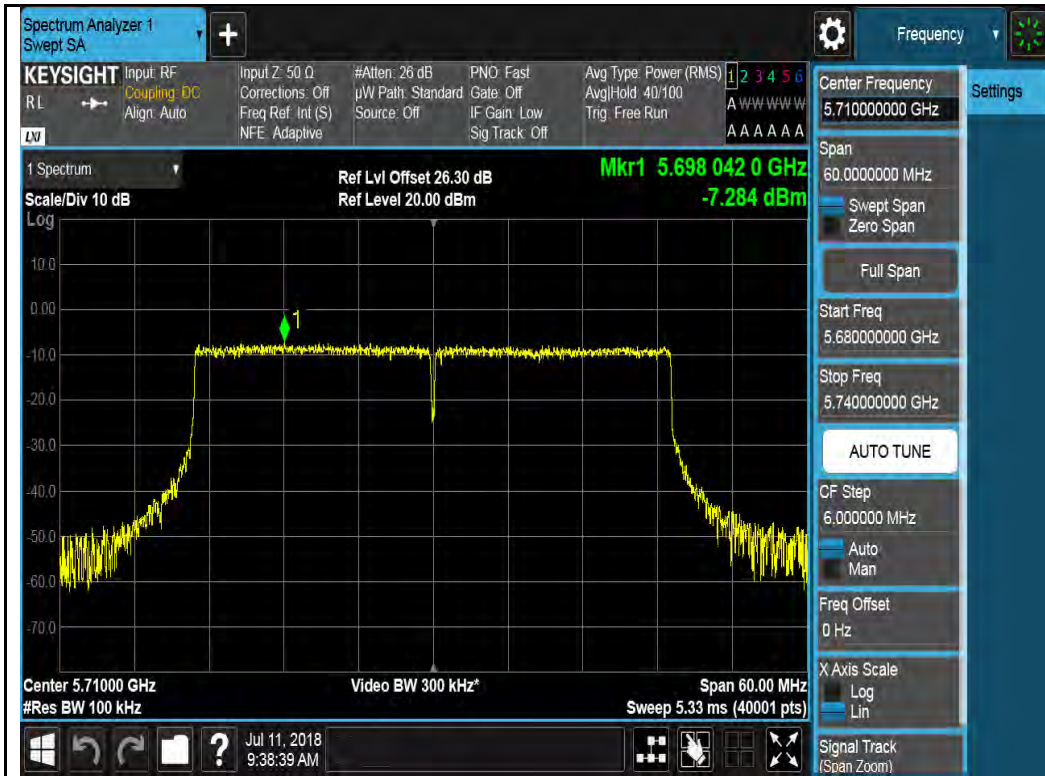 Spectrum Analyzer 1
Swept SA
+
Frequency
KEYSIGHT
R L
LXI
Input: RF
Coupling: DC
Align: Auto
Input Z: 50 Ω
Corrections: Off
Freq Ref: Int (S)
NFE: Adaptive
#Atten: 26 dB
µW Path: Standard
Source: Off
PNO: Fast
Gate: Off
IF Gain: Low
Sig Track: Off
Avg Type: Power (RMS)
Avg|Hold: 40/100
Trig: Free Run
1 2 3 4 5 6
A W W W W W
A A A A A A
1 Spectrum
Scale/Div 10 dB
Ref Lvl Offset 26.30 dB
Ref Level 20.00 dBm
Mkr1 5.698 042 0 GHz
-7.284 dBm
Log
10.0
0.00
-10.0
-20.0
-30.0
-40.0
-50.0
-60.0
-70.0
1
Center 5.71000 GHz
#Res BW 100 kHz
Video BW 300 kHz*
Span 60.00 MHz
Sweep 5.33 ms (40001 pts)
?
Jul 11, 2018
9:38:39 AM
Center Frequency
5.710000000 GHz
Span
60.0000000 MHz
Swept Span
Zero Span
Full Span
Start Freq
5.680000000 GHz
Stop Freq
5.740000000 GHz
AUTO TUNE
CF Step
6.000000 MHz
Auto
Man
Freq Offset
0 Hz
X Axis Scale
Log
Lin
Signal Track
(Span Zoom)
Settings